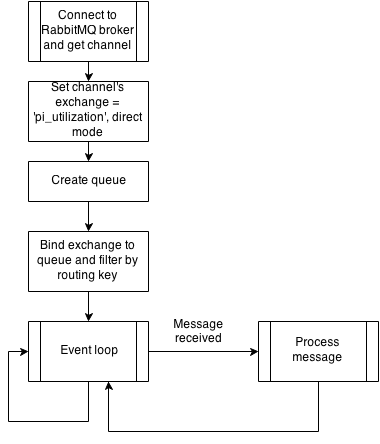 Connect to
RabbitMQ broker
and get channel
Set channel's
exchange =
'pi_utilization', direct
mode
Create queue
Bind exchange to
queue and filter by
routing key
Event loop
Message
received
Process
message